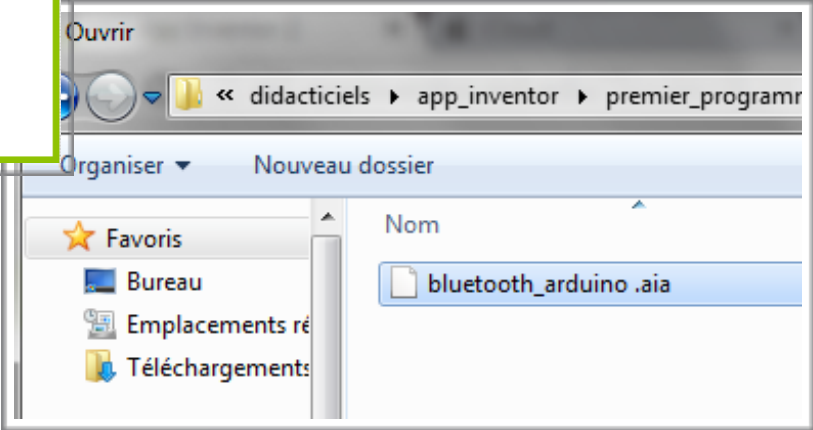 Ouvrir
« didacticiels ▸ app_inventor ▸ premier_programm
Organiser ▾ Nouveau dossier
Favoris
Bureau
Emplacements ré
Téléchargements
Nom
bluetooth_arduino .aia